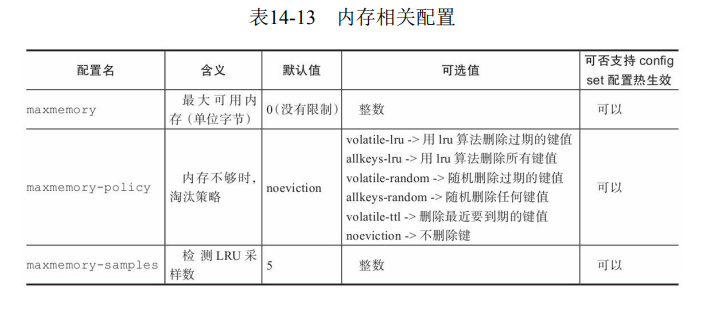 表14-13 内存相关配置
配置名 含义 默认值 可选值 可否支持 config
set 配置热生效
maxmemory 最大可用内
存（单位字节） 0（没有限制） 整数 可以
maxmemory-policy 内存不够时，
淘汰策略 noeviction 可以
volatile-lru -> 用 lru 算法删除过期的键值
allkeys-lru -> 用 lru 算法删除所有键值
volatile-random -> 随机删除过期的键值
allkeys-random -> 随机删除任何键值
volatile-ttl -> 删除最近要到期的键值
noeviction -> 不删除键
maxmemory-samples 检测 LRU 采
样数 5 整数 可以